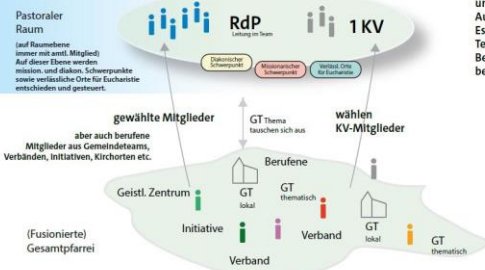 Pastoraler
Raum
(auf Raumebene
immer mit amtl. Mitglied)
Auf dieser Ebene werden
mission. und diakon. Schwerpunkte
sowie verlässliche Orte für Eucharistie
entschieden und gesteuert.
RdP
Leitung im Team
1 KV
Diakonischer
Schwerpunkt
Missionarischer
Schwerpunkt
Verlässl. Orte
für Eucharistie
gewählte Mitglieder
aber auch berufene
Mitglieder aus Gemeindeteams,
Verbänden, Initiativen, Kirchorten etc.
GT Thema
tauschen sich aus
wählen
KV-Mitglieder
Berufene
Geistl. Zentrum
GT
lokal
GT
thematisch
Initiative
Verband
GT
lokal
GT
thematisch
Verband
(Fusionierte)
Gesamtpfarrei